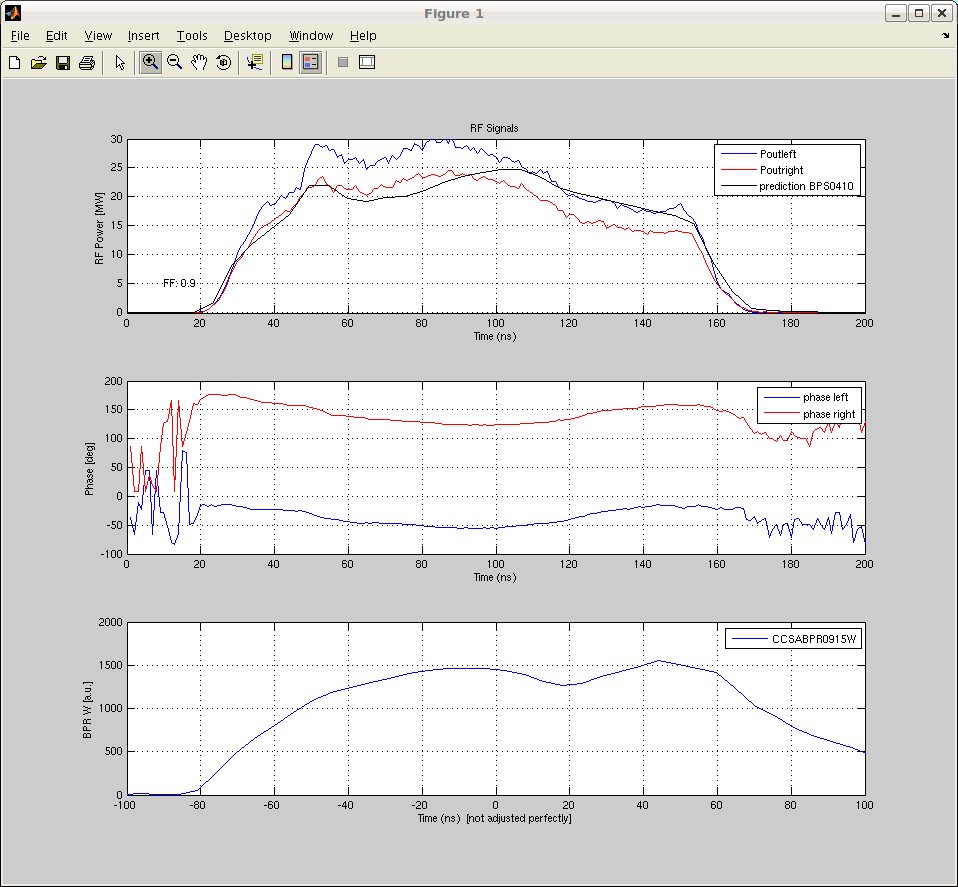 Figure 1
File Edit View Insert Tools Desktop Window Help
RF Signals
30
25
20
15
10
5
0
RF Power [MW]
Poutleft
Poutright
prediction BPS0410
FF: 0.9
0 20 40 60 80 100 120 140 160 180 200
Time (ns)
200
150
100
50
0
-50
-100
Phase [deg]
phase left
phase right
0 20 40 60 80 100 120 140 160 180 200
Time (ns)
2000
1500
1000
500
0
BPR W [a.u.]
CCSABPR0915W
-100 -80 -60 -40 -20 0 20 40 60 80 100
Time (ns) [not adjusted perfectly]